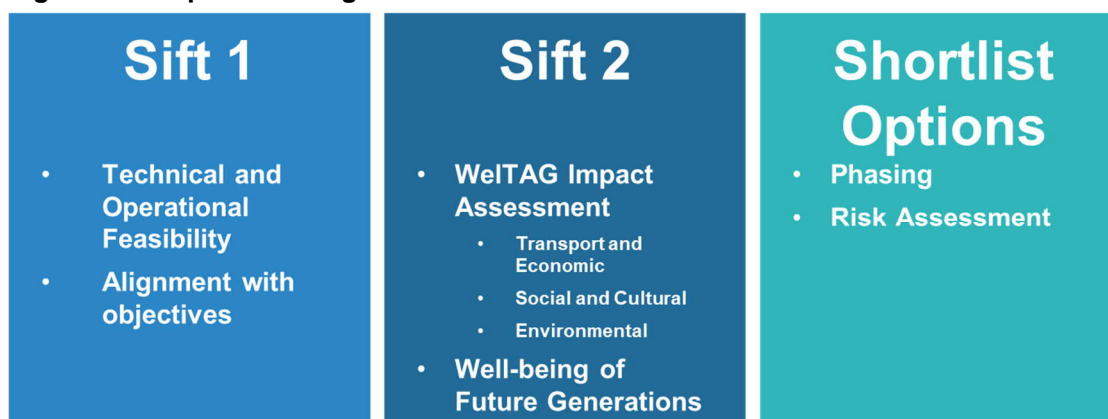 Sift 1
• Technical and
Operational
Feasibility
• Alignment with
objectives
Sift 2
• WelTAG Impact
Assessment
• Transport and
Economic
• Social and Cultural
• Environmental
• Well-being of
Future Generations
Shortlist
Options
• Phasing
• Risk Assessment